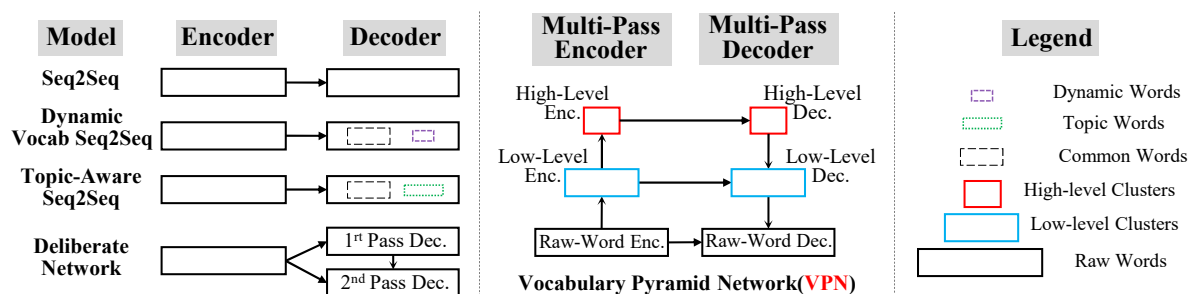 Model
Encoder
Decoder
Seq2Seq
Dynamic
Vocab Seq2Seq
Topic-Aware
Seq2Seq
Deliberate
Network
1st Pass Dec.
2nd Pass Dec.
Multi-Pass
Encoder
Multi-Pass
Decoder
High-Level
Enc.
High-Level
Dec.
Low-Level
Enc.
Low-Level
Dec.
Raw-Word Enc.
Raw-Word Dec.
Vocabulary Pyramid Network(VPN)
Legend
Dynamic Words
Topic Words
Common Words
High-level Clusters
Low-level Clusters
Raw Words